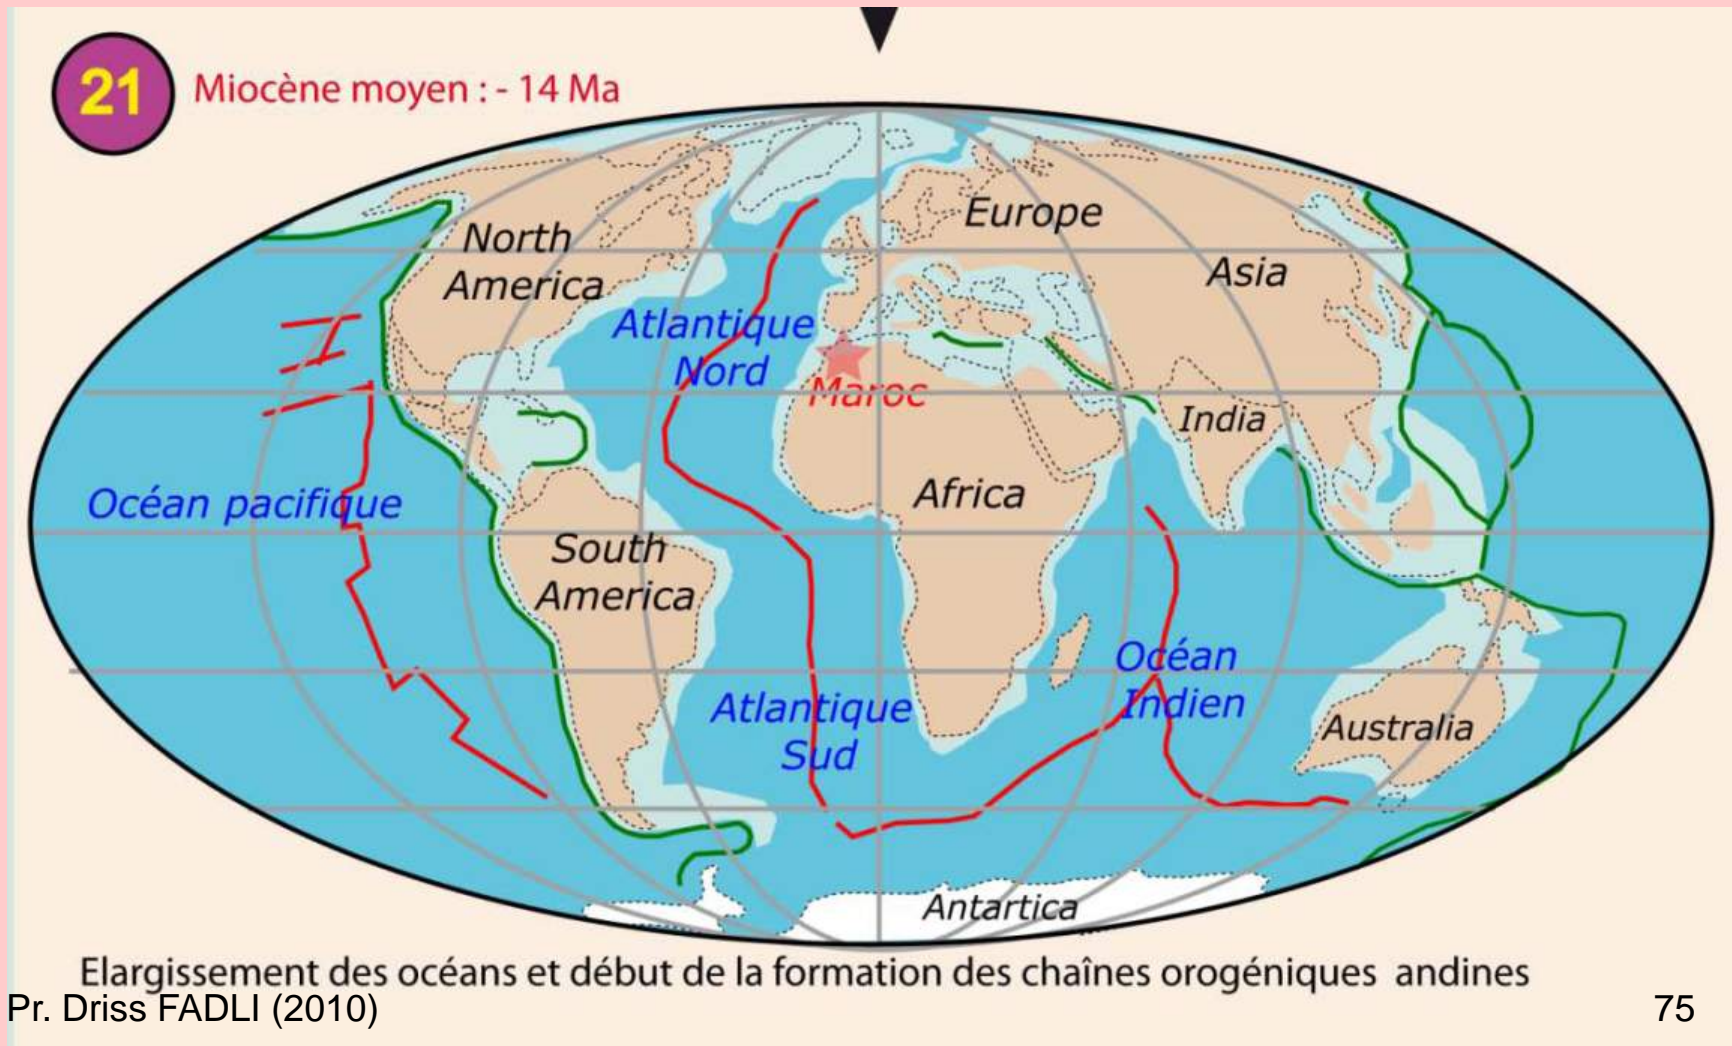 21
Miocène moyen : - 14 Ma
North
America
Europe
Asia
Atlantique
Nord
Maroc
India
Océan pacifique
Africa
South
America
Océan
Indien
Atlantique
Sud
Australia
Antartica
Elargissement des océans et début de la formation des chaînes orogéniques andines
Pr. Driss FADLI (2010)
75